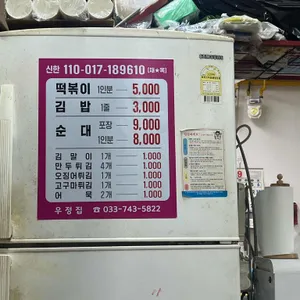 신한 110-017-189610
떡볶이 1인분 5,000
김밥 1줄 3,000
순대 포장 9,000
1인분 8,000
김말이 1개 1.000
만두튀김 4개 1.000
오징어튀김 1개 1.000
고구마튀김 1개 1.000
어묵 2개 1.000
우정집 ☎ 033-743-5822